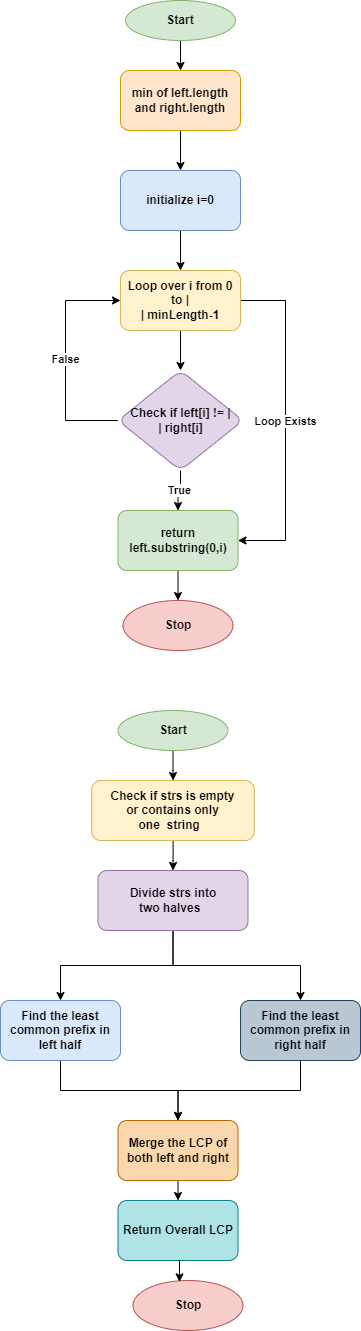 Start
min of left.length
and right.length
initialize i=0
Loop over i from 0
to |
| minLength-1
False
Check if left[i] != |
| right[i]
Loop Exists
True
return
left.substring(0,i)
Stop
Start
Check if strs is empty
or contains only
one string
Divide strs into
two halves
Find the least
common prefix in
left half
Find the least
common prefix in
right half
Merge the LCP of
both left and right
Return Overall LCP
Stop